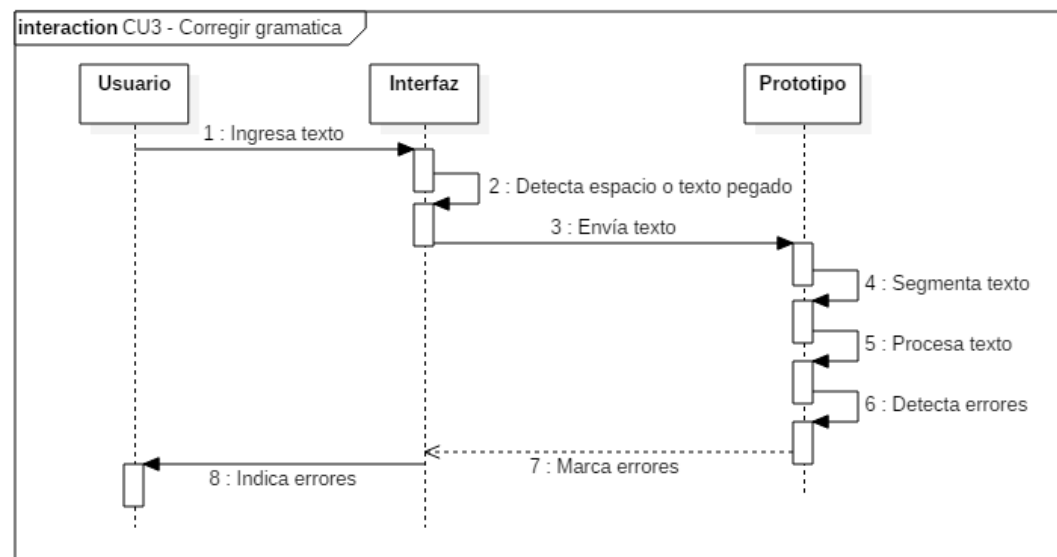 interaction CU3 - Corregir gramatica
Usuario
Interfaz
Prototipo
1 : Ingresa texto
2 : Detecta espacio o texto pegado
3 : Envía texto
4 : Segmenta texto
5 : Procesa texto
6 : Detecta errores
7 : Marca errores
8 : Indica errores